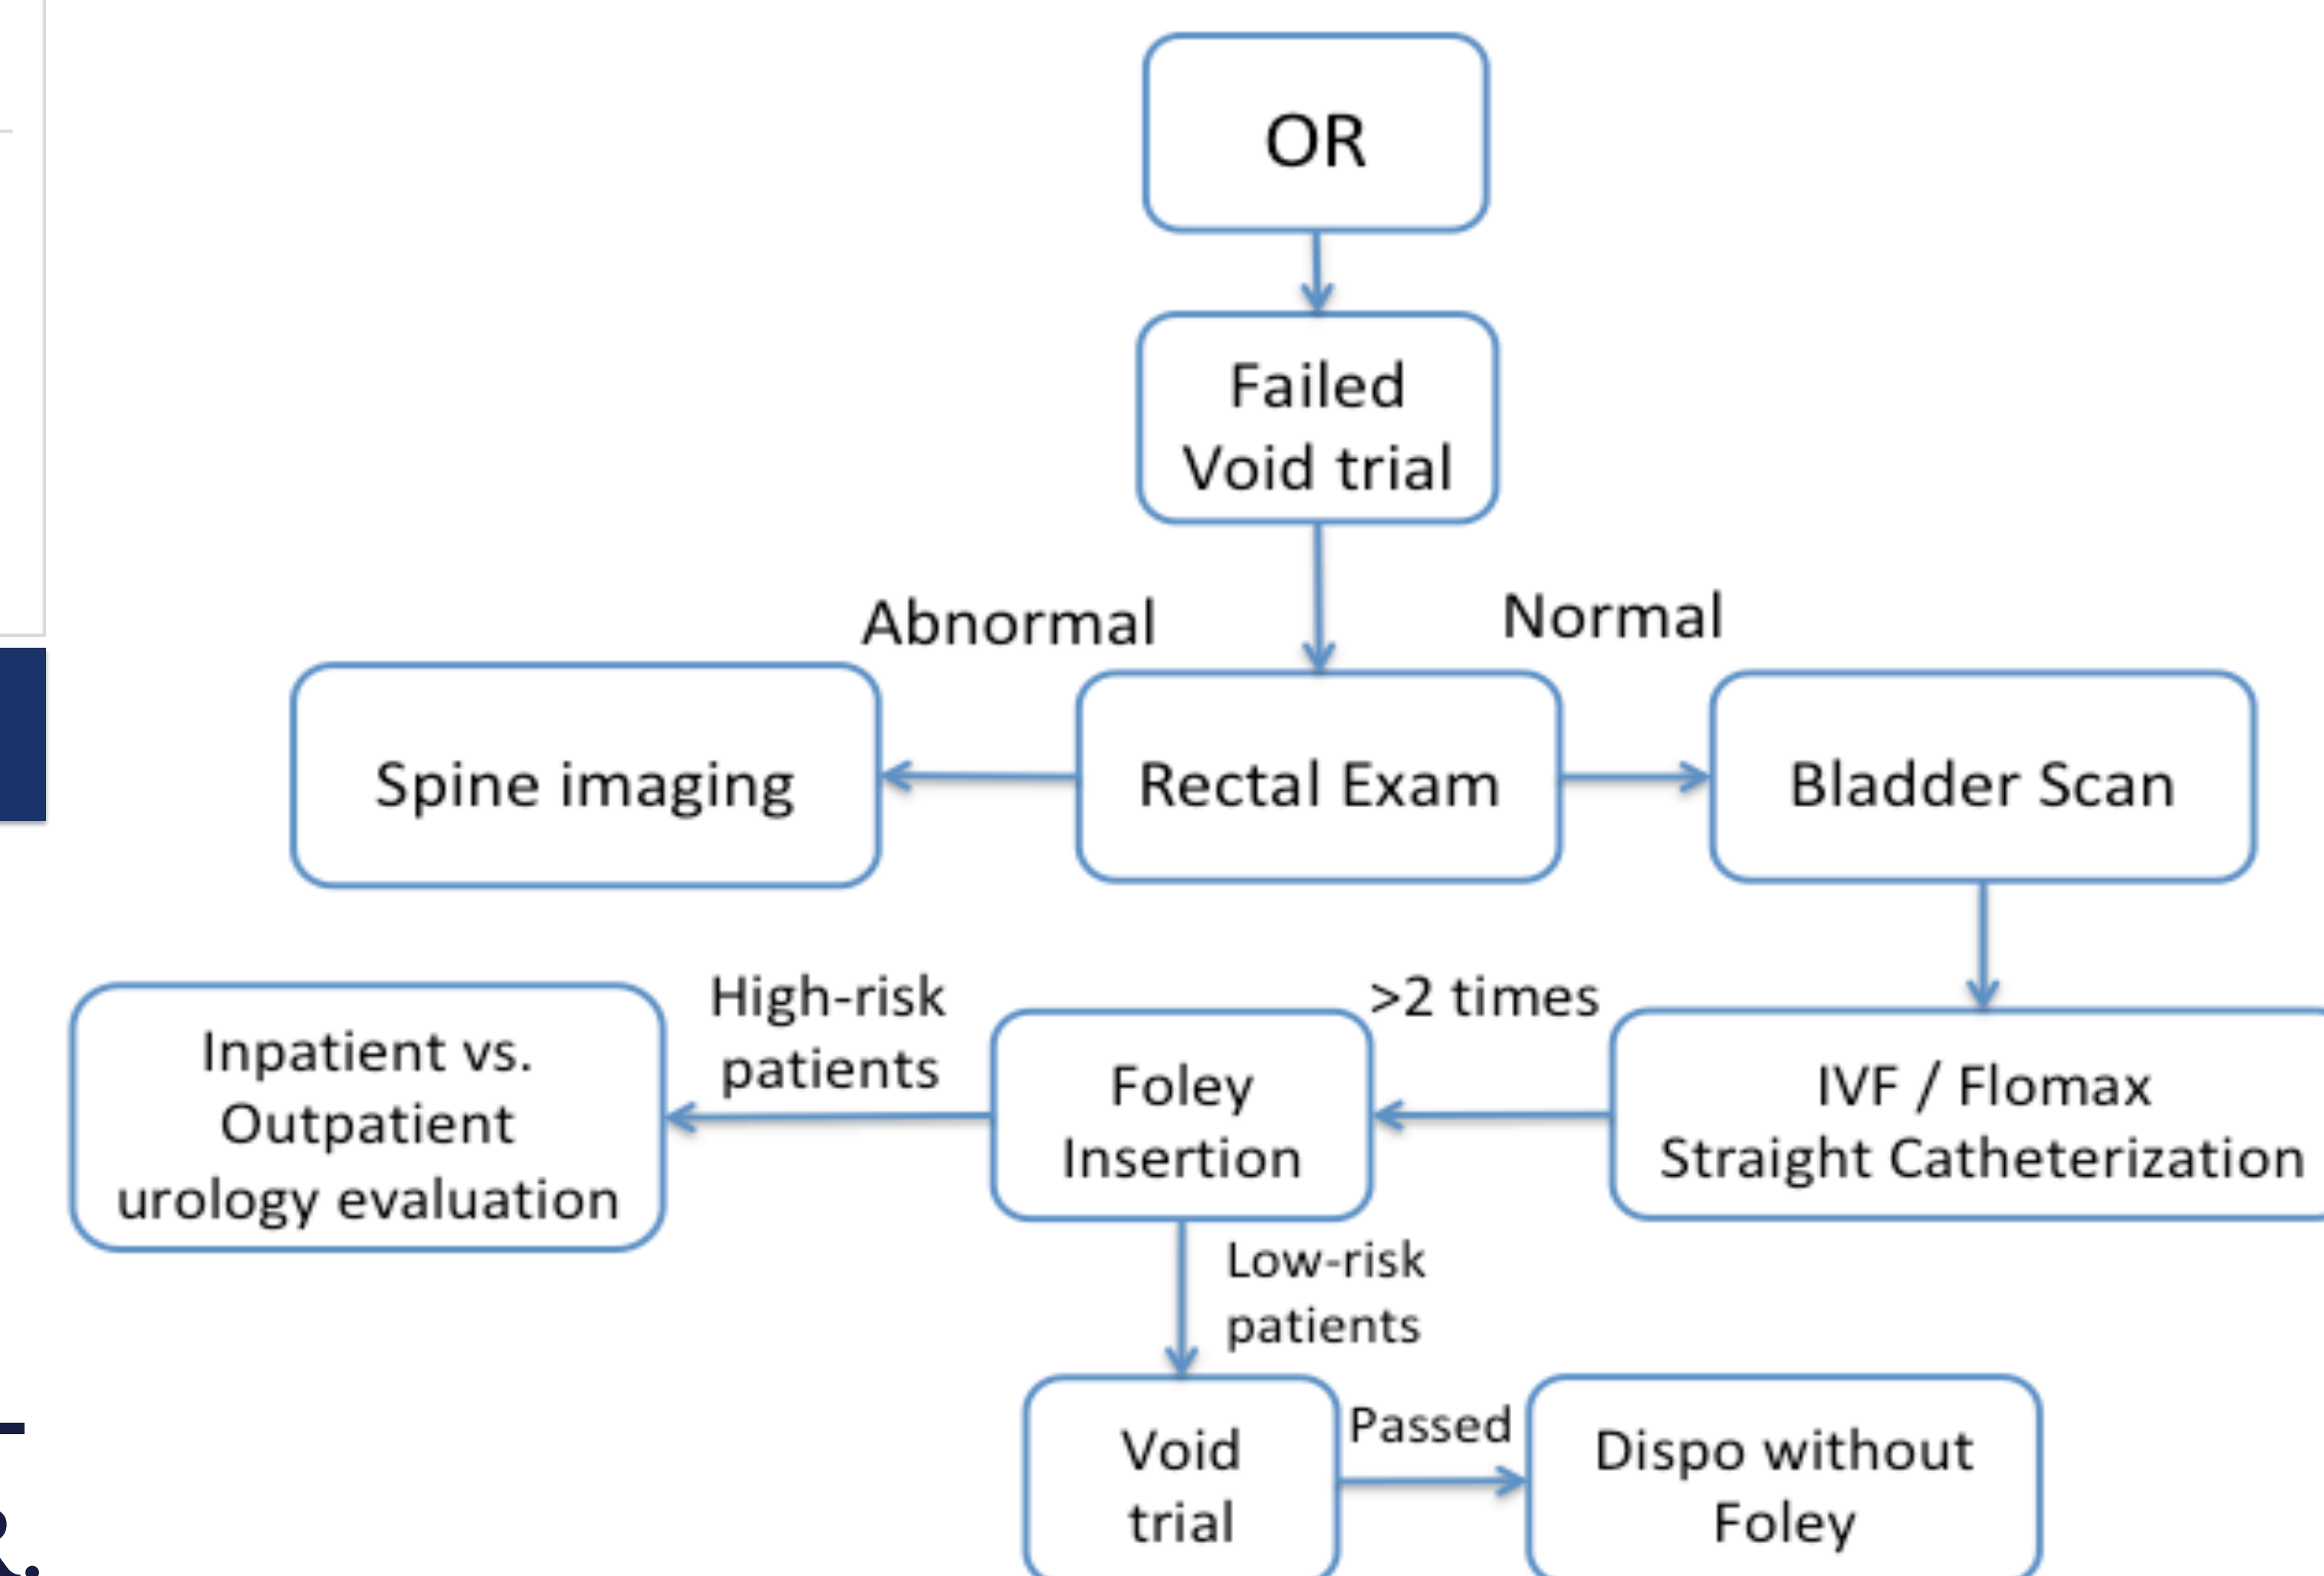 OR
Failed
Void trial
Abnormal
Normal
Spine imaging
Rectal Exam
Bladder Scan
High-risk
patients
>2 times
Inpatient vs.
Outpatient
urology evaluation
Foley
Insertion
IVF / Flomax
Straight Catheterization
Low-risk
patients
Void
trial
Passed
Dispo without
Foley